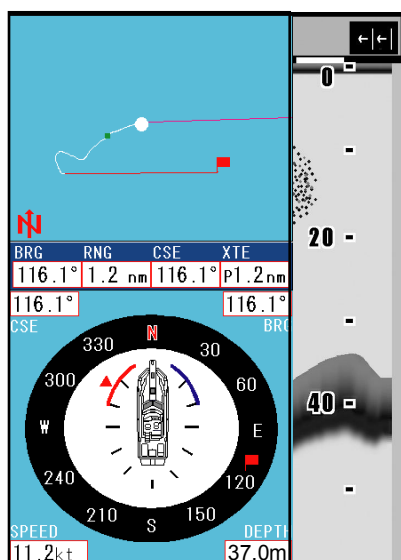 ←|←|
0
20
40
N
BRG RNG CSE XTE
116.1° 1.2 nm 116.1° P1.2nm
116.1° 116.1°
CSE BRG
N
330 30
300 60
W E
240 120
210 150
S
SPEED DEPTH
11.2kt 37.0m